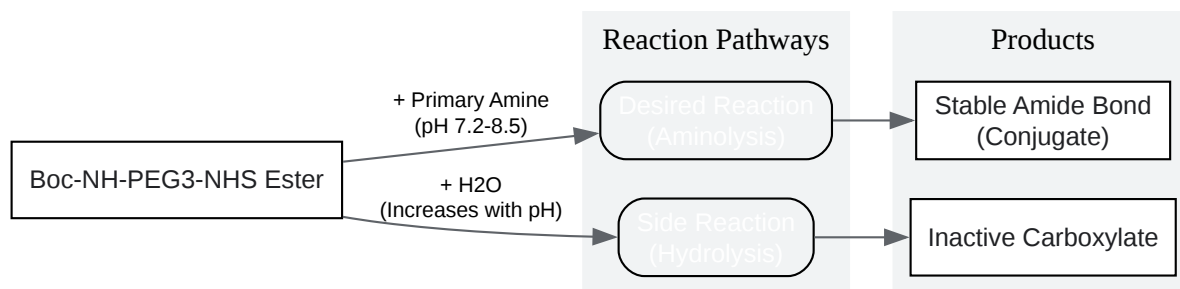 Reaction Pathways
Products
+ Primary Amine
(pH 7.2-8.5)
Desired Reaction
(Aminolysis)
Stable Amide Bond
(Conjugate)
Boc-NH-PEG3-NHS Ester
+ H2O
(Increases with pH)
Side Reaction
(Hydrolysis)
Inactive Carboxylate